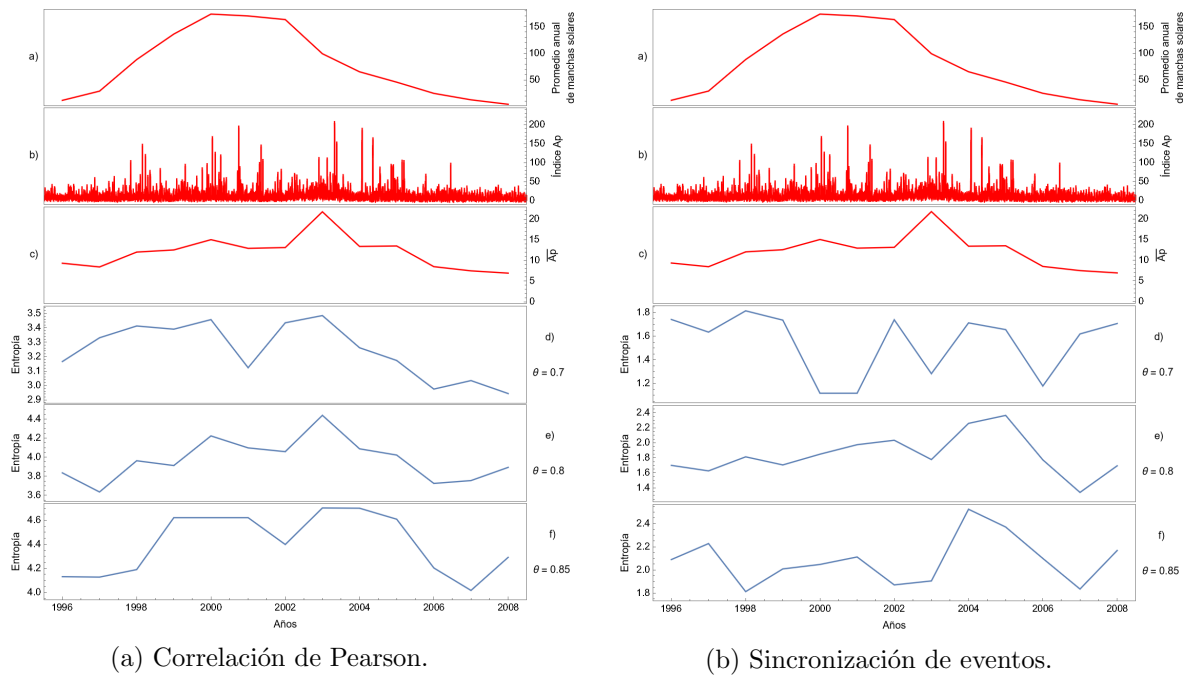 a)
50
100
150
Promedio anual
de manchas solares
b)
0
50
100
150
200
Índice Ap
c)
0
5
10
15
20
Ap
Entropía
3.5
3.4
3.3
3.2
3.1
3.0
2.9
d)
θ = 0.7
Entropía
4.4
4.2
4.0
3.8
3.6
e)
θ = 0.8
Entropía
4.6
4.4
4.2
4.0
f)
θ = 0.85
1996 1998 2000 2002 2004 2006 2008
Años
(a) Correlación de Pearson.
a)
50
100
150
Promedio anual
de manchas solares
b)
0
50
100
150
200
Índice Ap
c)
0
5
10
15
20
Ap
Entropía
1.8
1.6
1.4
1.2
d)
θ = 0.7
Entropía
2.4
2.2
2.0
1.8
1.6
1.4
e)
θ = 0.8
Entropía
2.4
2.2
2.0
1.8
f)
θ = 0.85
1996 1998 2000 2002 2004 2006 2008
Años
(b) Sincronización de eventos.